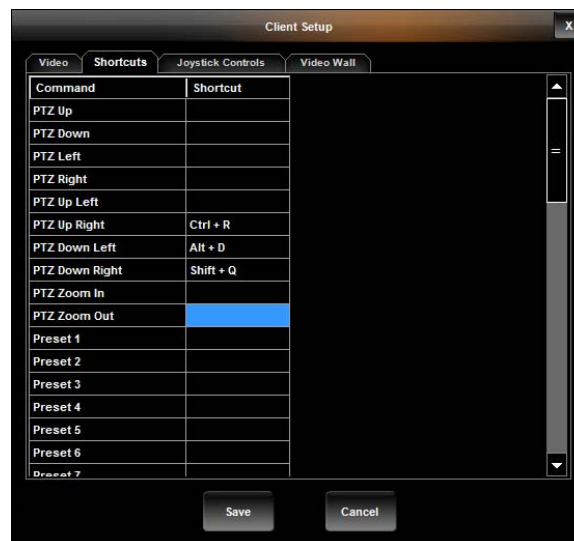 Client Setup
X
Video Shortcuts Joystick Controls Video Wall
Command Shortcut
PTZ Up
PTZ Down
PTZ Left
PTZ Right
PTZ Up Left
PTZ Up Right Ctrl + R
PTZ Down Left Alt + D
PTZ Down Right Shift + Q
PTZ Zoom In
PTZ Zoom Out
Preset 1
Preset 2
Preset 3
Preset 4
Preset 5
Preset 6
Preset 7
Save Cancel